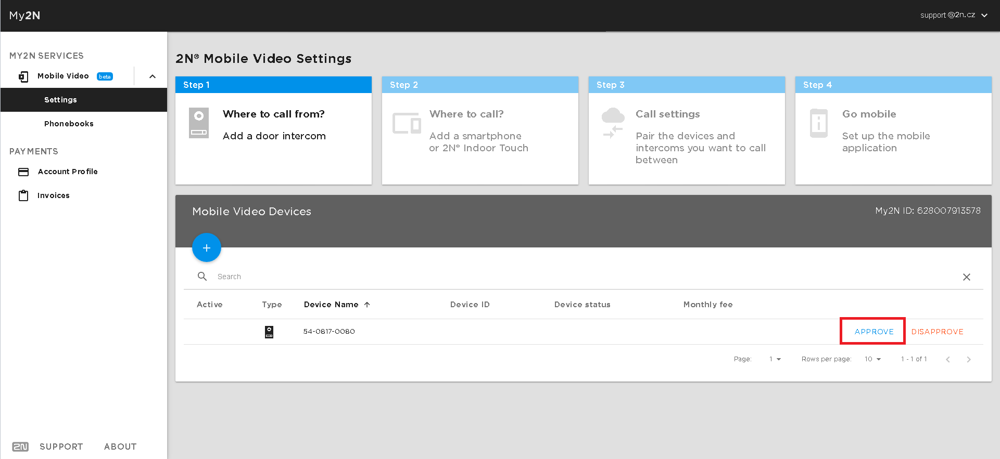 My2N
support@2n.cz
MY2N SERVICES
Mobile Video beta
Settings
Phonebooks
PAYMENTS
Account Profile
Invoices
2N SUPPORT ABOUT
2N® Mobile Video Settings
Step 1
Where to call from?
Add a door intercom
Step 2
Where to call?
Add a smartphone
or 2N® Indoor Touch
Step 3
Call settings
Pair the devices and
intercoms you want to call
between
Step 4
Go mobile
Set up the mobile
application
Mobile Video Devices
My2N ID: 628007913578
+
Search
Active Type Device Name Device ID Device status Monthly fee
54-0817-0080 APPROVE DISAPPROVE
Page: 1 Rows per page: 10 1 - 1 of 1